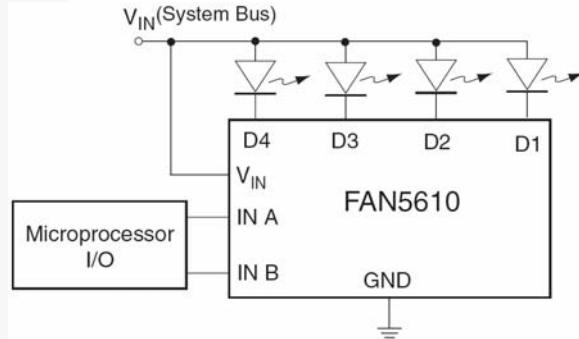 VIN(System Bus)
D4 D3 D2 D1
VIN
FAN5610
IN A
Microprocessor
I/O
IN B
GND